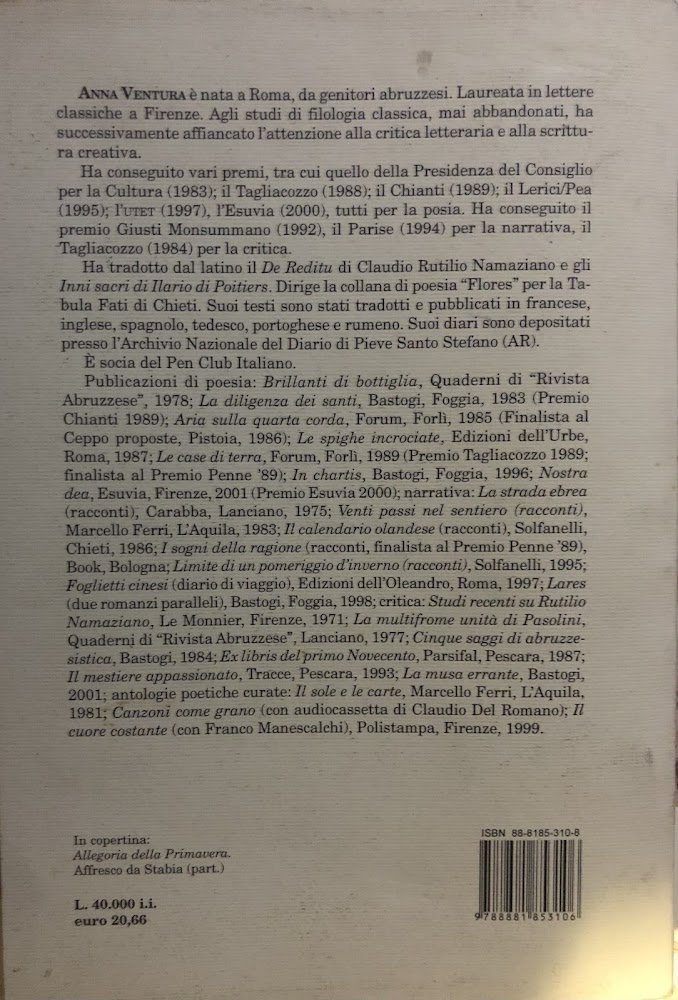 ANNA VENTURA è nata a Roma, da genitori abruzzesi. Laureata in lettere
classiche a Firenze. Agli studi di filologia classica, mai abbandonati, ha
successivamente affiancato l'attenzione alla critica letteraria e alla scrittu-
ra creativa.
Ha conseguito vari premi, tra cui quello della Presidenza del Consiglio
per la Cultura (1983); il Tagliacozzo (1988); il Chianti (1989); il Lerici/Pea
(1995); l'UTET (1997), l'Esuvia (2000), tutti per la posia. Ha conseguito il
premio Giusti Monsummano (1992), il Parise (1994) per la narrativa, il
Tagliacozzo (1984) per la critica.
Ha tradotto dal latino il De Reditu di Claudio Rutilio Namaziano e gli
Inni sacri di Ilario di Poitiers. Dirige la collana di poesia "Flores" per la Ta-
bula Fati di Chieti. Suoi testi sono stati tradotti e pubblicati in francese,
inglese, spagnolo, tedesco, portoghese e rumeno. Suoi diari sono depositati
presso l'Archivio Nazionale del Diario di Pieve Santo Stefano (AR).
È socia del Pen Club Italiano.
Publicazioni di poesia: Brillanti di bottiglia, Quaderni di "Rivista
Abruzzese", 1978; La diligenza dei santi, Bastogi, Foggia, 1983 (Premio
Chianti 1989); Aria sulla quarta corda, Forum, Forlì, 1985 (Finalista al
Ceppo proposte, Pistoia, 1986); Le spighe incrociate, Edizioni dell'Urbe,
Roma, 1987; Le case di terra, Forum, Forlì, 1989 (Premio Tagliacozzo 1989;
finalista al Premio Penne '89); In chartis, Bastogi, Foggia, 1996; Nostra
dea, Esuvia, Firenze, 2001 (Premio Esuvia 2000); narrativa: La strada ebrea
(racconti), Carabba, Lanciano, 1975; Venti passi nel sentiero (racconti),
Marcello Ferri, L'Aquila, 1983; Il calendario olandese (racconti), Solfanelli,
Chieti, 1986; I sogni della ragione (racconti, finalista al Premio Penne '89),
Book, Bologna; Limite di un pomeriggio d'inverno (racconti), Solfanelli, 1995;
Foglietti cinesi (diario di viaggio), Edizioni dell'Oleandro, Roma, 1997; Lares
(due romanzi paralleli), Bastogi, Foggia, 1998; critica: Studi recenti su Rutilio
Namaziano, Le Monnier, Firenze, 1971; La multifrome unità di Pasolini,
Quaderni di "Rivista Abruzzese", Lanciano, 1977; Cinque saggi di abruzze-
sistica, Bastogi, 1984; Ex libris del primo Novecento, Parsifal, Pescara, 1987;
Il mestiere appassionato, Tracce, Pescara, 1993; La musa errante, Bastogi,
2001; antologie poetiche curate: Il sole e le carte, Marcello Ferri, L'Aquila,
1981; Canzoni come grano (con audiocassetta di Claudio Del Romano); Il
cuore costante (con Franco Manescalchi), Polistampa, Firenze, 1999.
In copertina:
Allegoria della Primavera.
Affresco da Stabia (part.)
L. 40.000 i.i.
euro 20,66
ISBN 88-8185-310-8
9 788881 853106